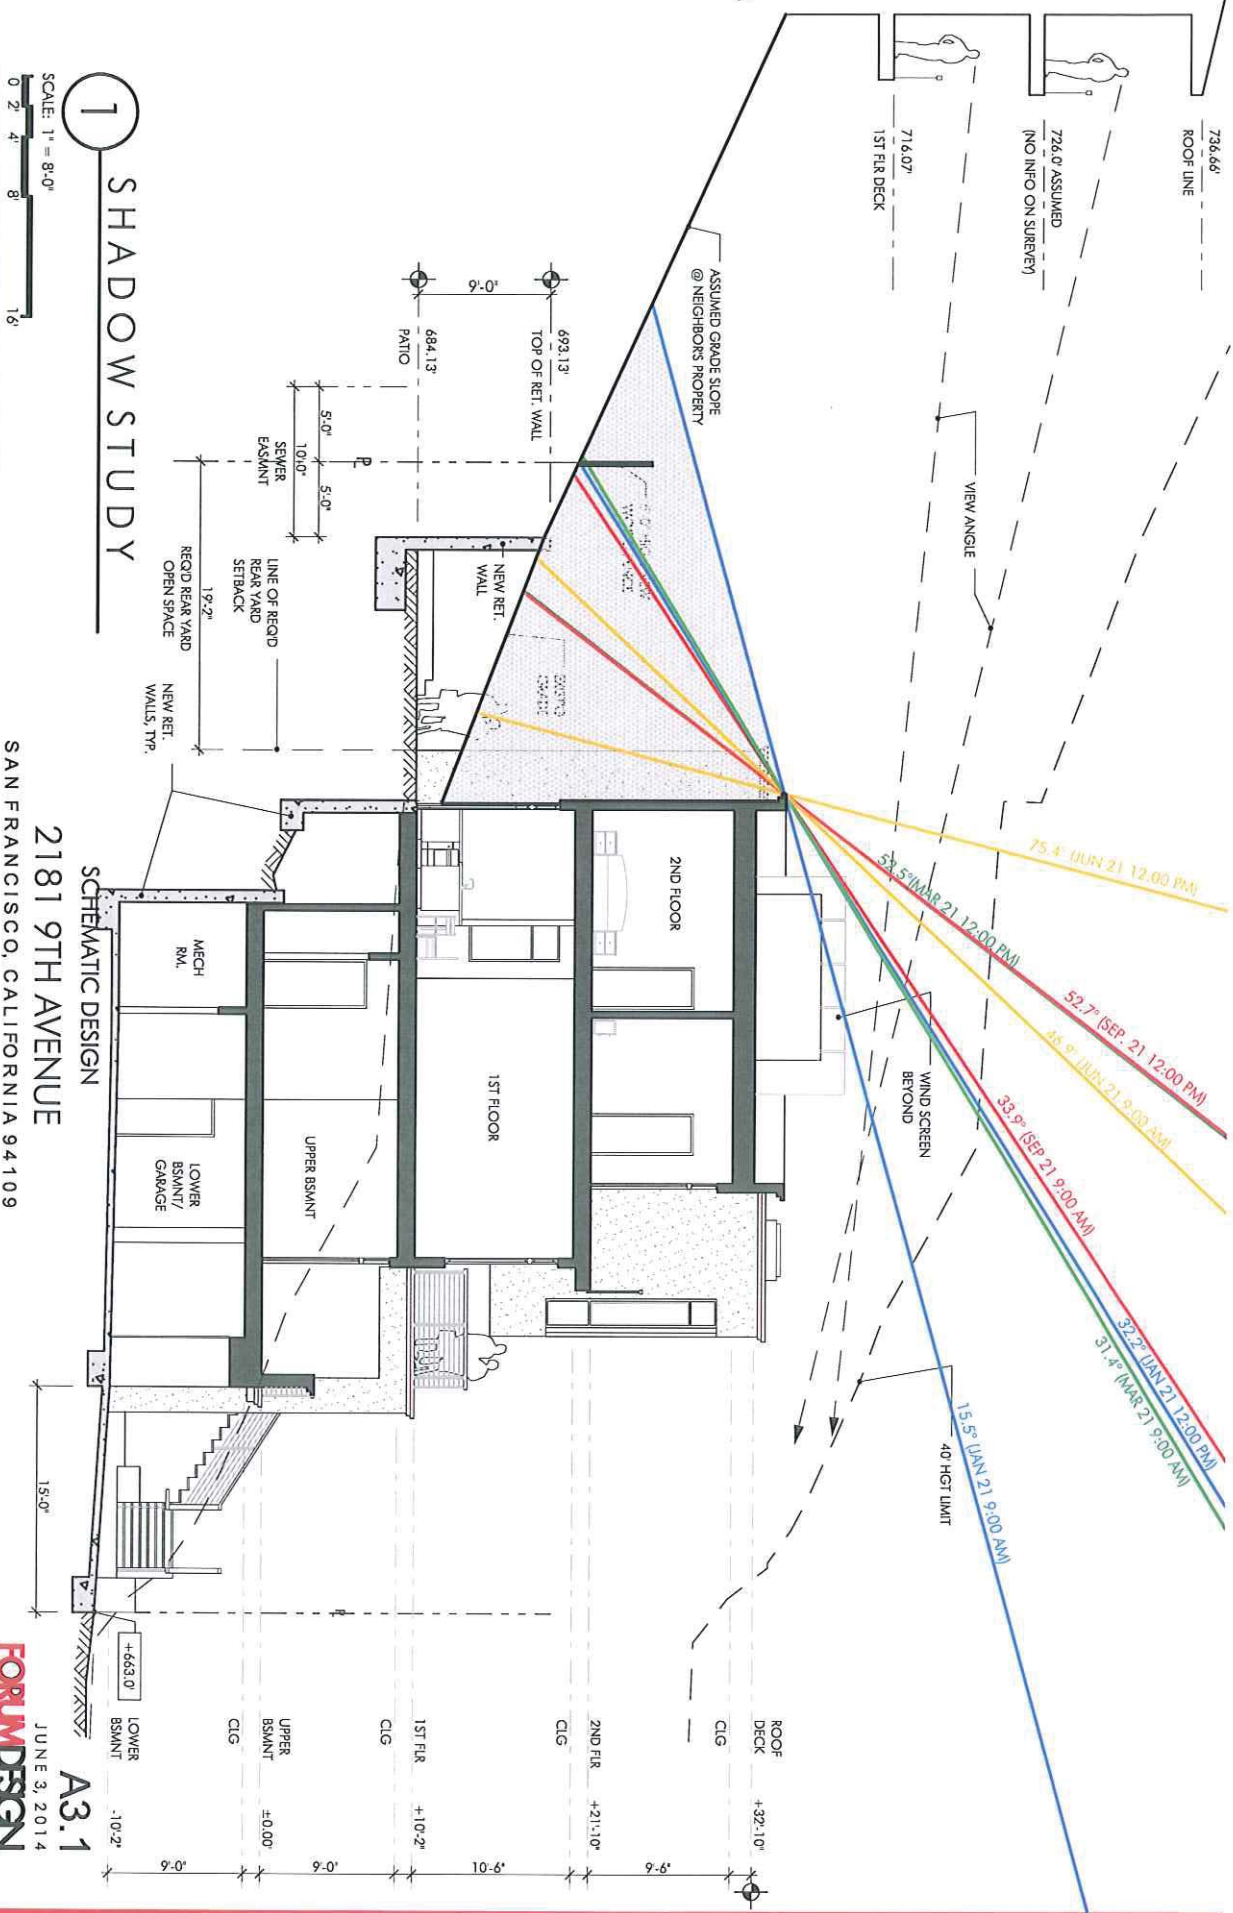 736.66'
ROOF LINE
726.0' ASSUMED
(NO INFO ON SUREVEY)
716.07'
1ST FLR DECK
ASSUMED GRADE SLOPE
@ NEIGHBOR'S PROPERTY
VIEW ANGLE
75.4° (JUN 21 12:00 PM)
52.5° (MAR 21 12:00 PM)
52.7° (SEP. 21 12:00 PM)
46.9° (JUN 21 9:00 AM)
33.9° (SEP 21 9:00 AM)
32.2° (JAN 21 12:00 PM)
31.4° (MAR 21 9:00 AM)
15.5° (JAN 21 9:00 AM)
WIND SCREEN
BEYOND
40' HGT LIMIT
693.13'
TOP OF RET. WALL
9'-0"
684.13'
PATIO
5'-0"
5'-0"
10'-0"
SEWER
EASMNT
PL
NEW RET.
WALL
EXIST'G
GRADE
LINE OF REQ'D
REAR YARD
SETBACK
19'-2"
REQ'D REAR YARD
OPEN SPACE
NEW RET.
WALLS, TYP.
2ND FLOOR
1ST FLOOR
UPPER BSMNT
MECH
RM.
LOWER
BSMNT/
GARAGE
15'-0"
PL
+663.0'
ROOF
DECK
+32'-10"
CLG
9'-6"
2ND FLR
+21'-10"
CLG
10'-6"
1ST FLR
+10'-2"
CLG
9'-0"
UPPER
BSMNT
±0.00'
CLG
9'-0"
LOWER
BSMNT
-10'-2"
1
SHADOW STUDY
SCALE: 1" = 8'-0"
0 2' 4' 8' 16'
SCHEMATIC DESIGN
2181 9TH AVENUE
SAN FRANCISCO, CALIFORNIA 94109
A3.1
JUNE 3, 2014
FORUMDESIGN